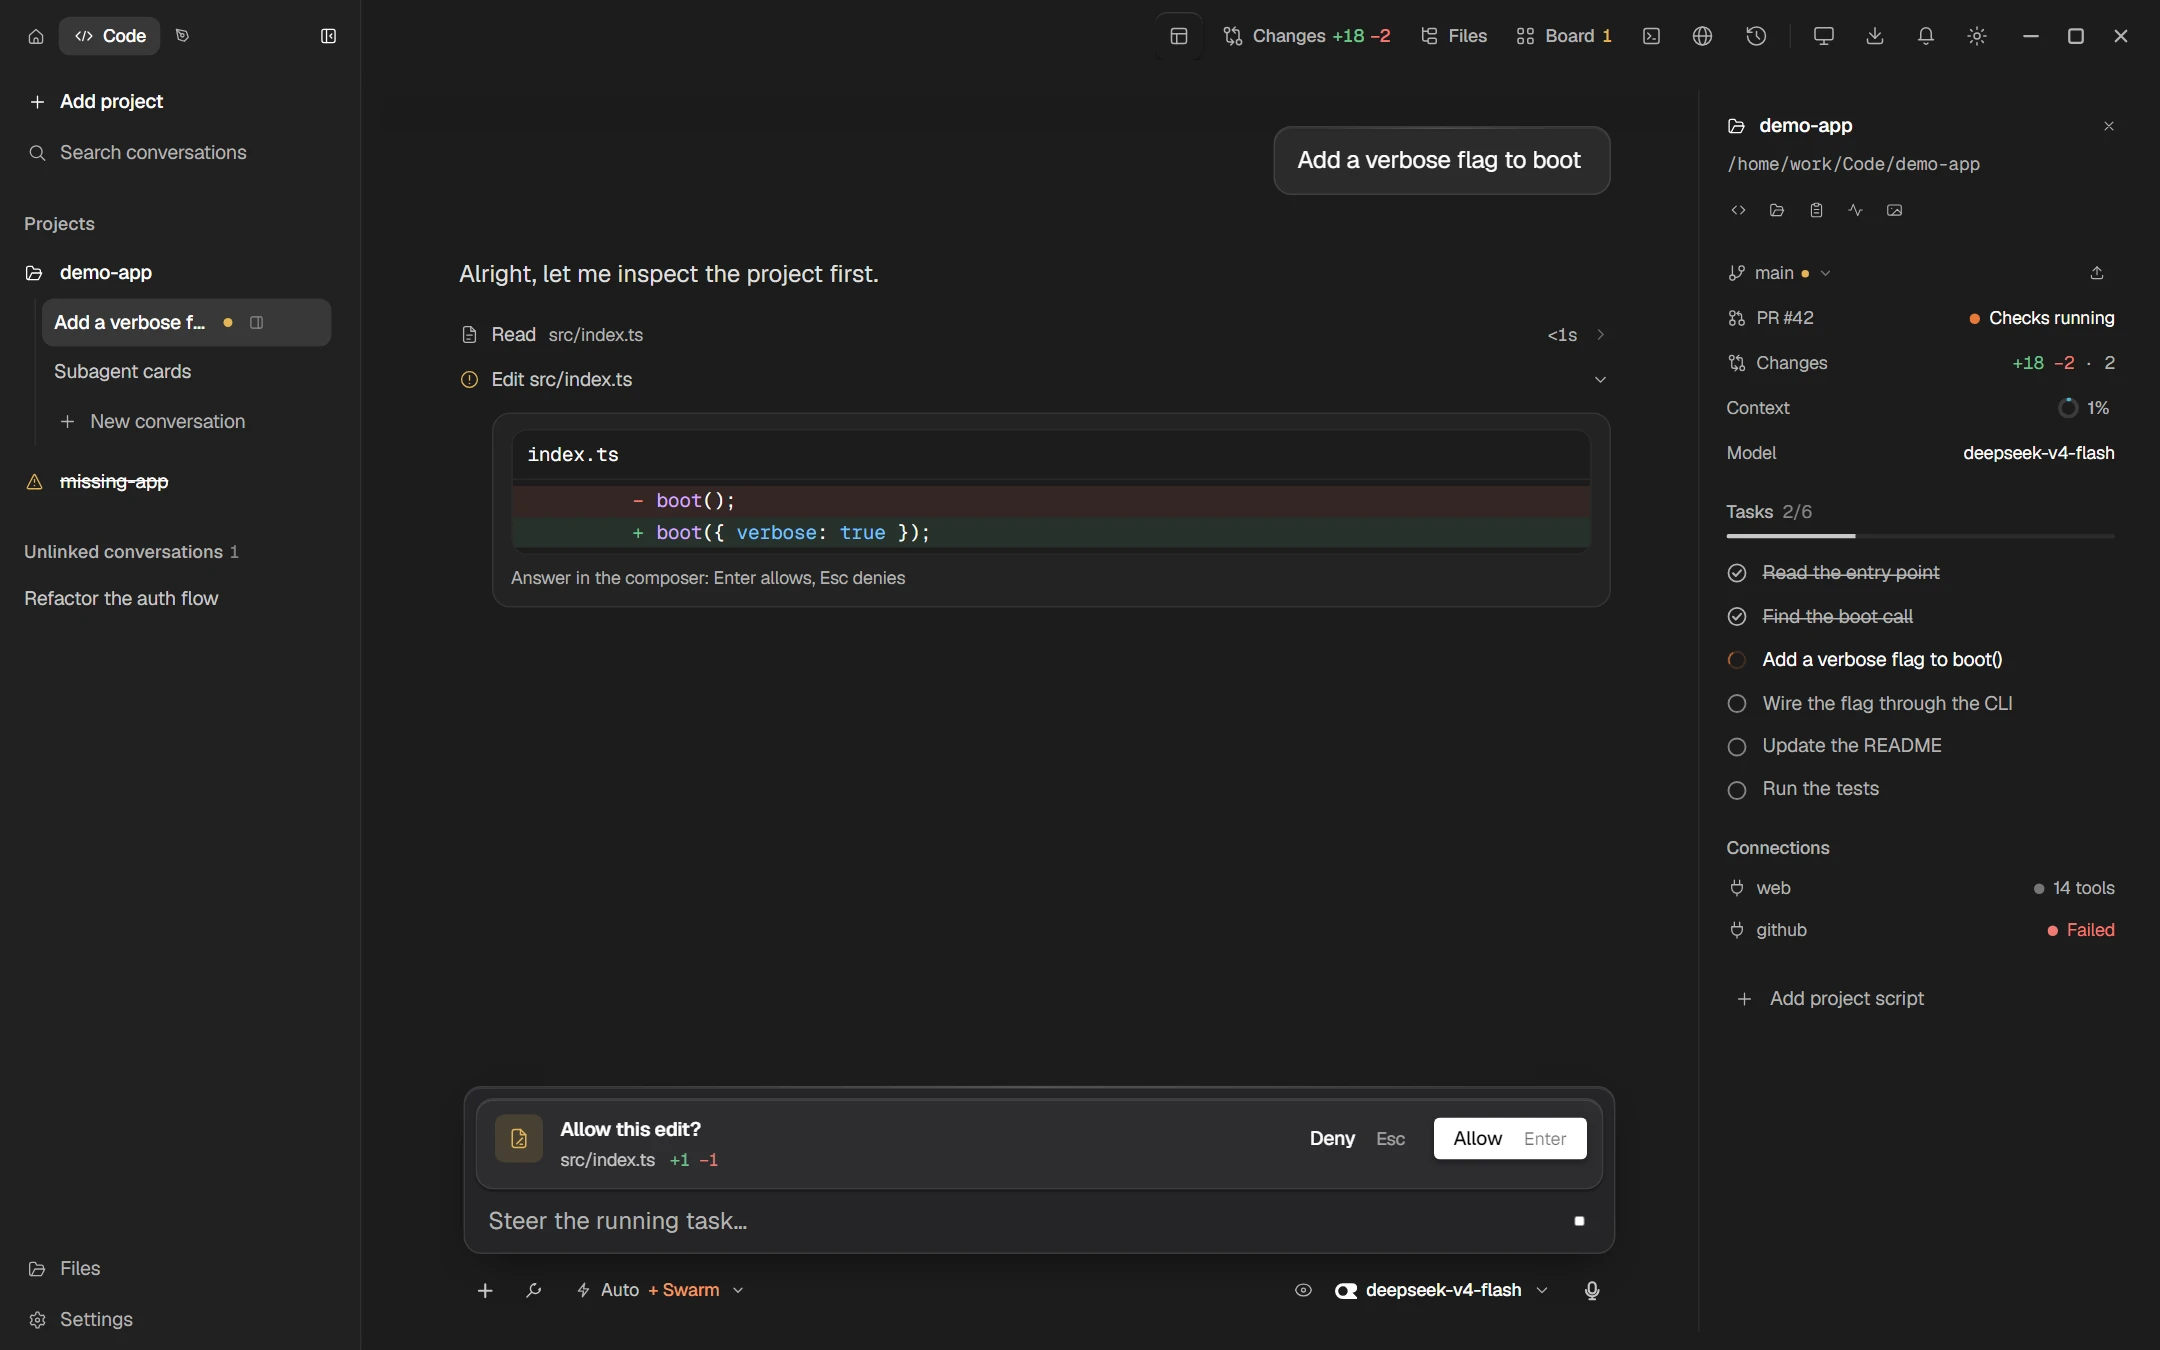 Code
Changes +18 −2
Files
Board 1
Add project
Search conversations
Projects
demo-app
Add a verbose f...
Subagent cards
New conversation
missing-app
Unlinked conversations 1
Refactor the auth flow
Files
Settings
Add a verbose flag to boot
Alright, let me inspect the project first.
Read src/index.ts <1s
Edit src/index.ts
index.ts
- boot();
+ boot({ verbose: true });
Answer in the composer: Enter allows, Esc denies
Allow this edit?
src/index.ts +1 −1
Deny Esc
Allow Enter
Steer the running task...
Auto + Swarm
deepseek-v4-flash
demo-app
/home/work/Code/demo-app
main
PR #42 Checks running
Changes +18 −2 · 2
Context 1%
Model deepseek-v4-flash
Tasks 2/6
Read the entry point
Find the boot call
Add a verbose flag to boot()
Wire the flag through the CLI
Update the README
Run the tests
Connections
web 14 tools
github Failed
Add project script